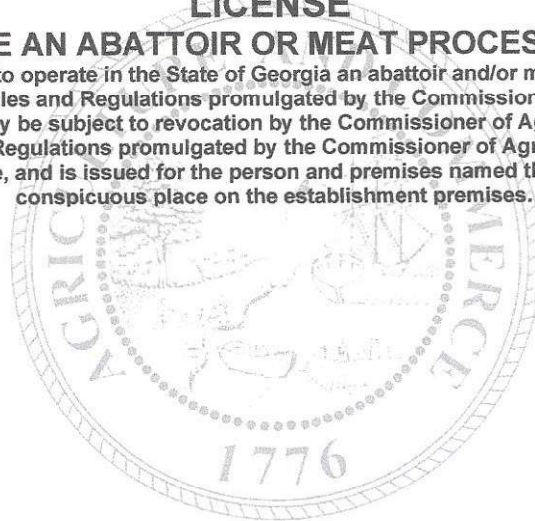 LICENSE
E AN ABATTOIR OR MEAT PROCES
to operate in the State of Georgia an abattoir and/or m
les and Regulations promulgated by the Commission
y be subject to revocation by the Commissioner of Ag
Regulations promulgated by the Commissioner of Agr
e, and is issued for the person and premises named th
conspicuous place on the establishment premises.
AGRICULTURE AND COMMERCE
1776